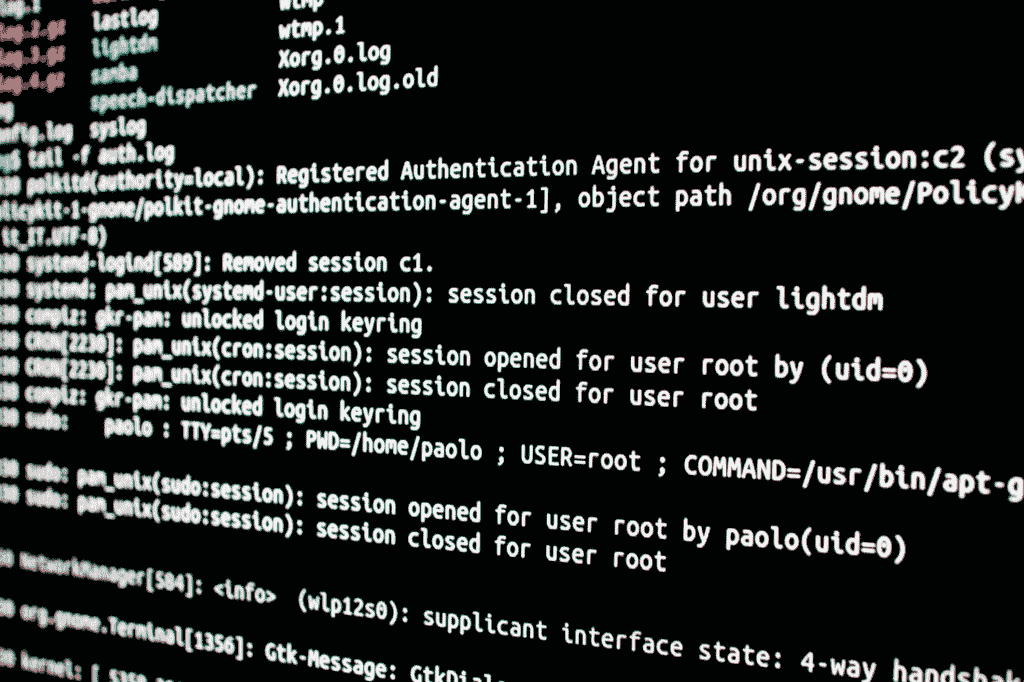 log.1 wtmp
log.2.gz lastlog wtmp.1
log.3.gz lightdm Xorg.0.log
log.4.gz samba Xorg.0.log.old
speech-dispatcher
syslog
tail -f auth.log
polkitd(authority=local): Registered Authentication Agent for unix-session:c2 (sy
olicykit-1-gnome/polkit-gnome-authentication-agent-1], object path /org/gnome/PolicyK
it_IT.UTF-8)
systemd-logind[589]: Removed session c1.
systemd: pam_unix(systemd-user:session): session closed for user lightdm
compiz: gkr-pam: unlocked login keyring
CRON[2230]: pam_unix(cron:session): session opened for user root by (uid=0)
CRON[2230]: pam_unix(cron:session): session closed for user root
compiz: gkr-pam: unlocked login keyring
sudo: paolo : TTY=pts/5 ; PWD=/home/paolo ; USER=root ; COMMAND=/usr/bin/apt-g
sudo: pam_unix(sudo:session): session opened for user root by paolo(uid=0)
sudo: pam_unix(sudo:session): session closed for user root
NetworkManager[584]: <info> (wlp12s0): supplicant interface state: 4-way handshak
org.gnome.Terminal[1356]: Gtk-Message: GtkDialo
kernel: [